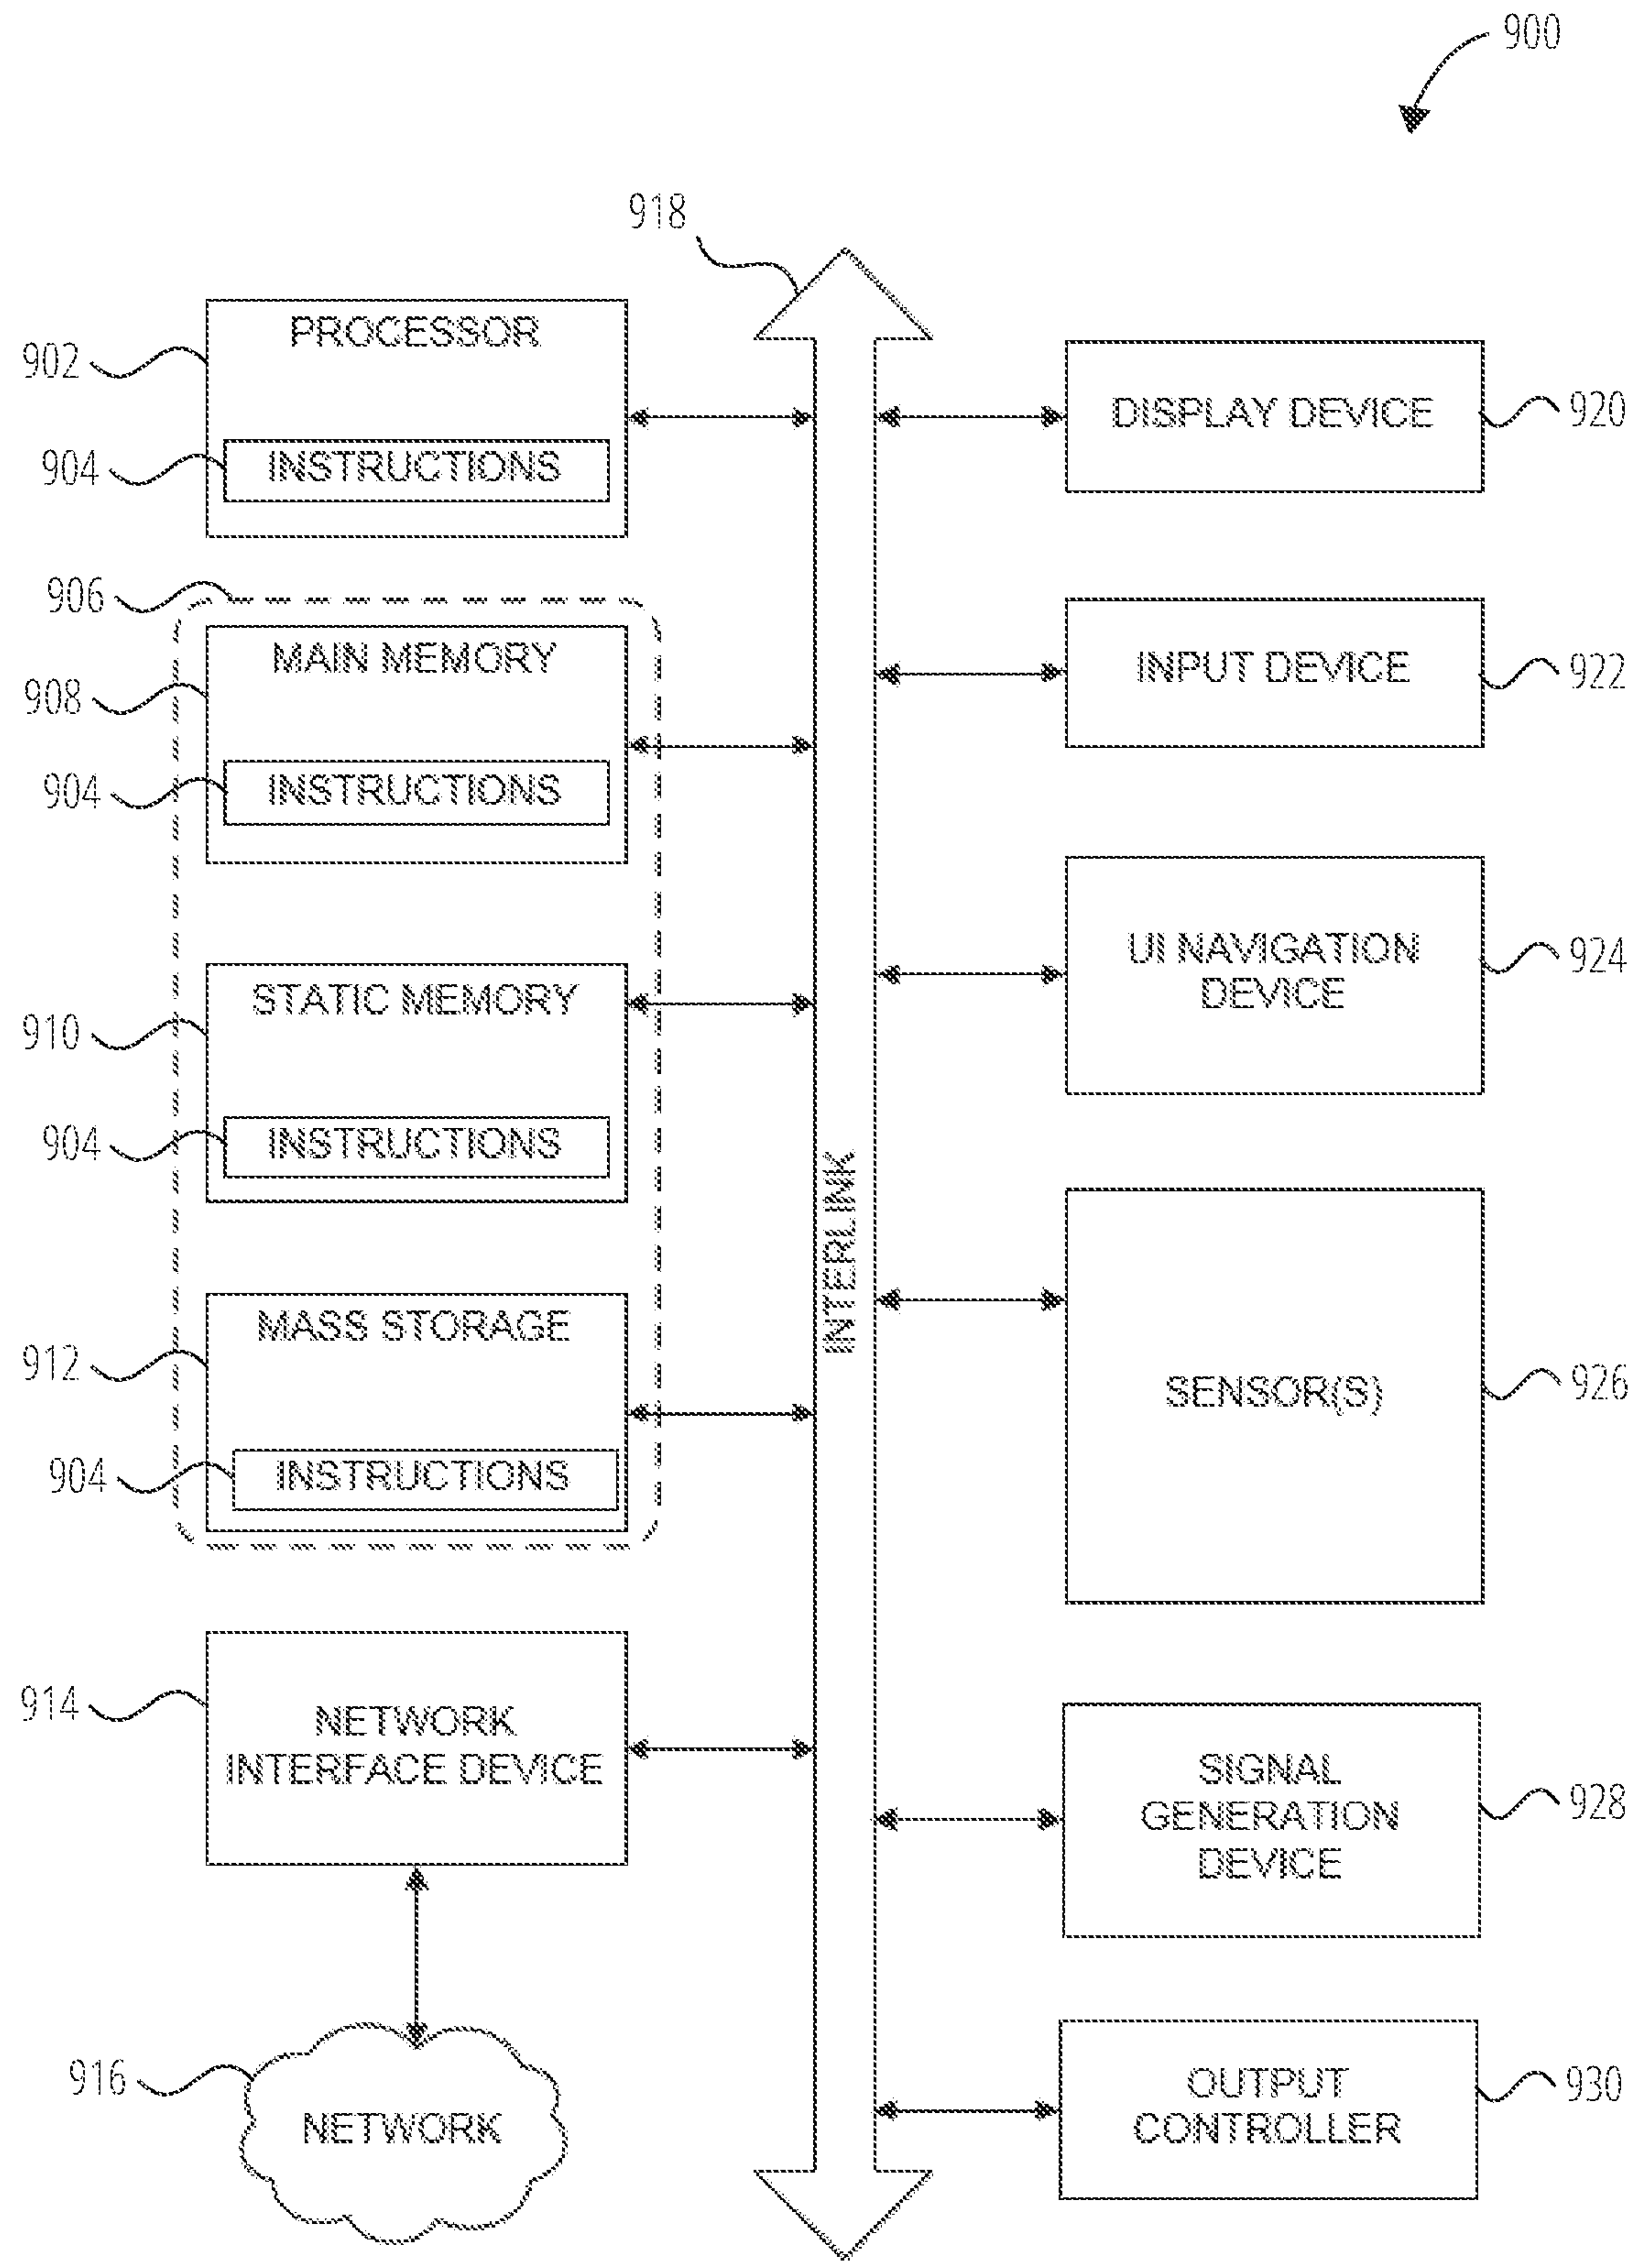 900
918
902
PROCESSOR
904
INSTRUCTIONS
906
908
MAIN MEMORY
904
INSTRUCTIONS
910
STATIC MEMORY
904
INSTRUCTIONS
912
MASS STORAGE
904
INSTRUCTIONS
914
NETWORK
INTERFACE DEVICE
916
NETWORK
INTERLINK
DISPLAY DEVICE
920
INPUT DEVICE
922
UI NAVIGATION
DEVICE
924
SENSOR(S)
926
SIGNAL
GENERATION
DEVICE
928
OUTPUT
CONTROLLER
930